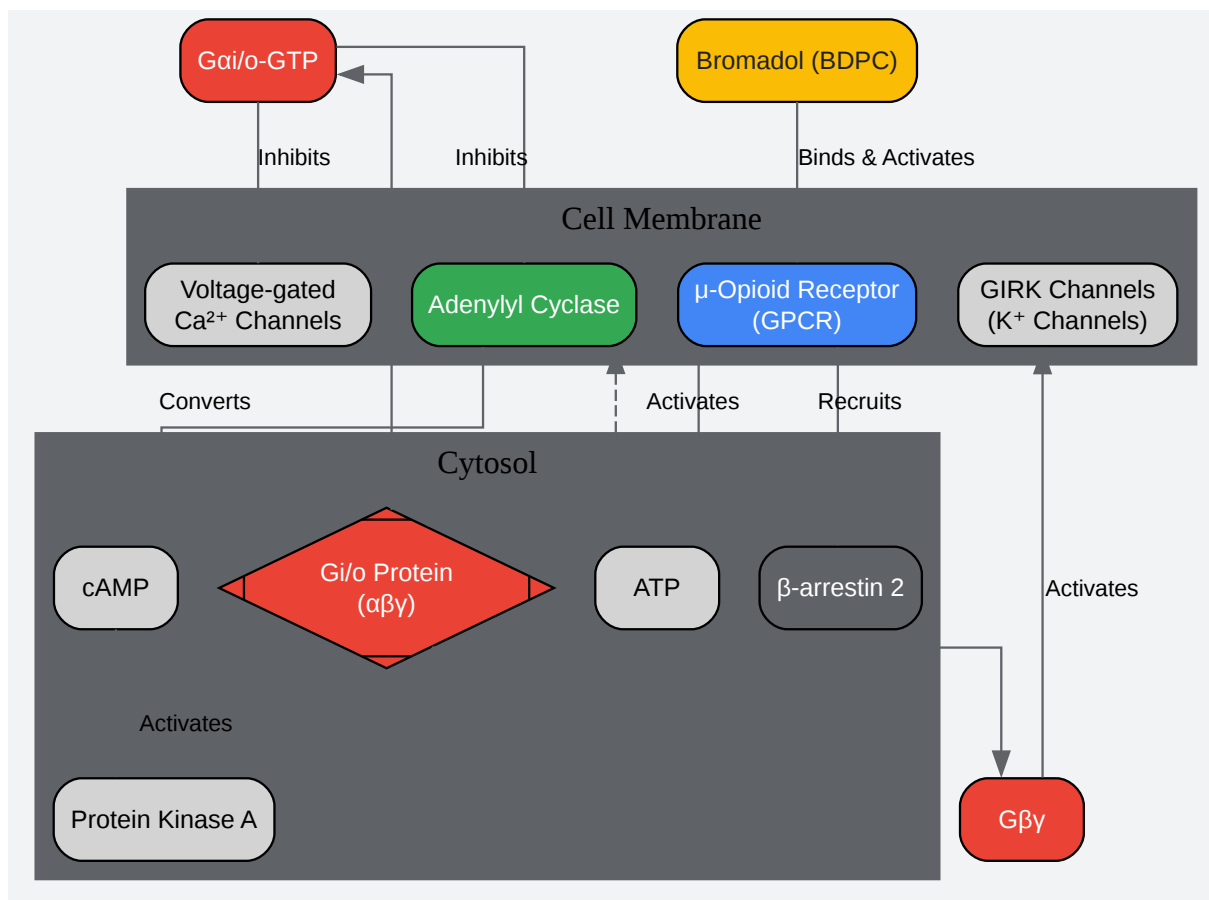 Gαi/o-GTP
Bromadol (BDPC)
Inhibits
Inhibits
Binds & Activates
Cell Membrane
Voltage-gated
Ca²⁺ Channels
Adenylyl Cyclase
μ-Opioid Receptor
(GPCR)
GIRK Channels
(K⁺ Channels)
Converts
Activates
Recruits
Cytosol
cAMP
Gi/o Protein
(αβγ)
ATP
β-arrestin 2
Activates
Activates
Protein Kinase A
Gβγ